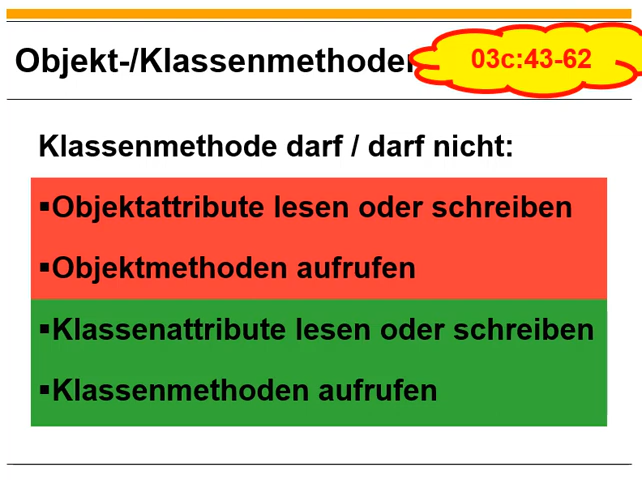 Objekt-/Klassenmethoden
03c:43-62
Klassenmethode darf / darf nicht:
▪Objektattribute lesen oder schreiben
▪Objektmethoden aufrufen
▪Klassenattribute lesen oder schreiben
▪Klassenmethoden aufrufen